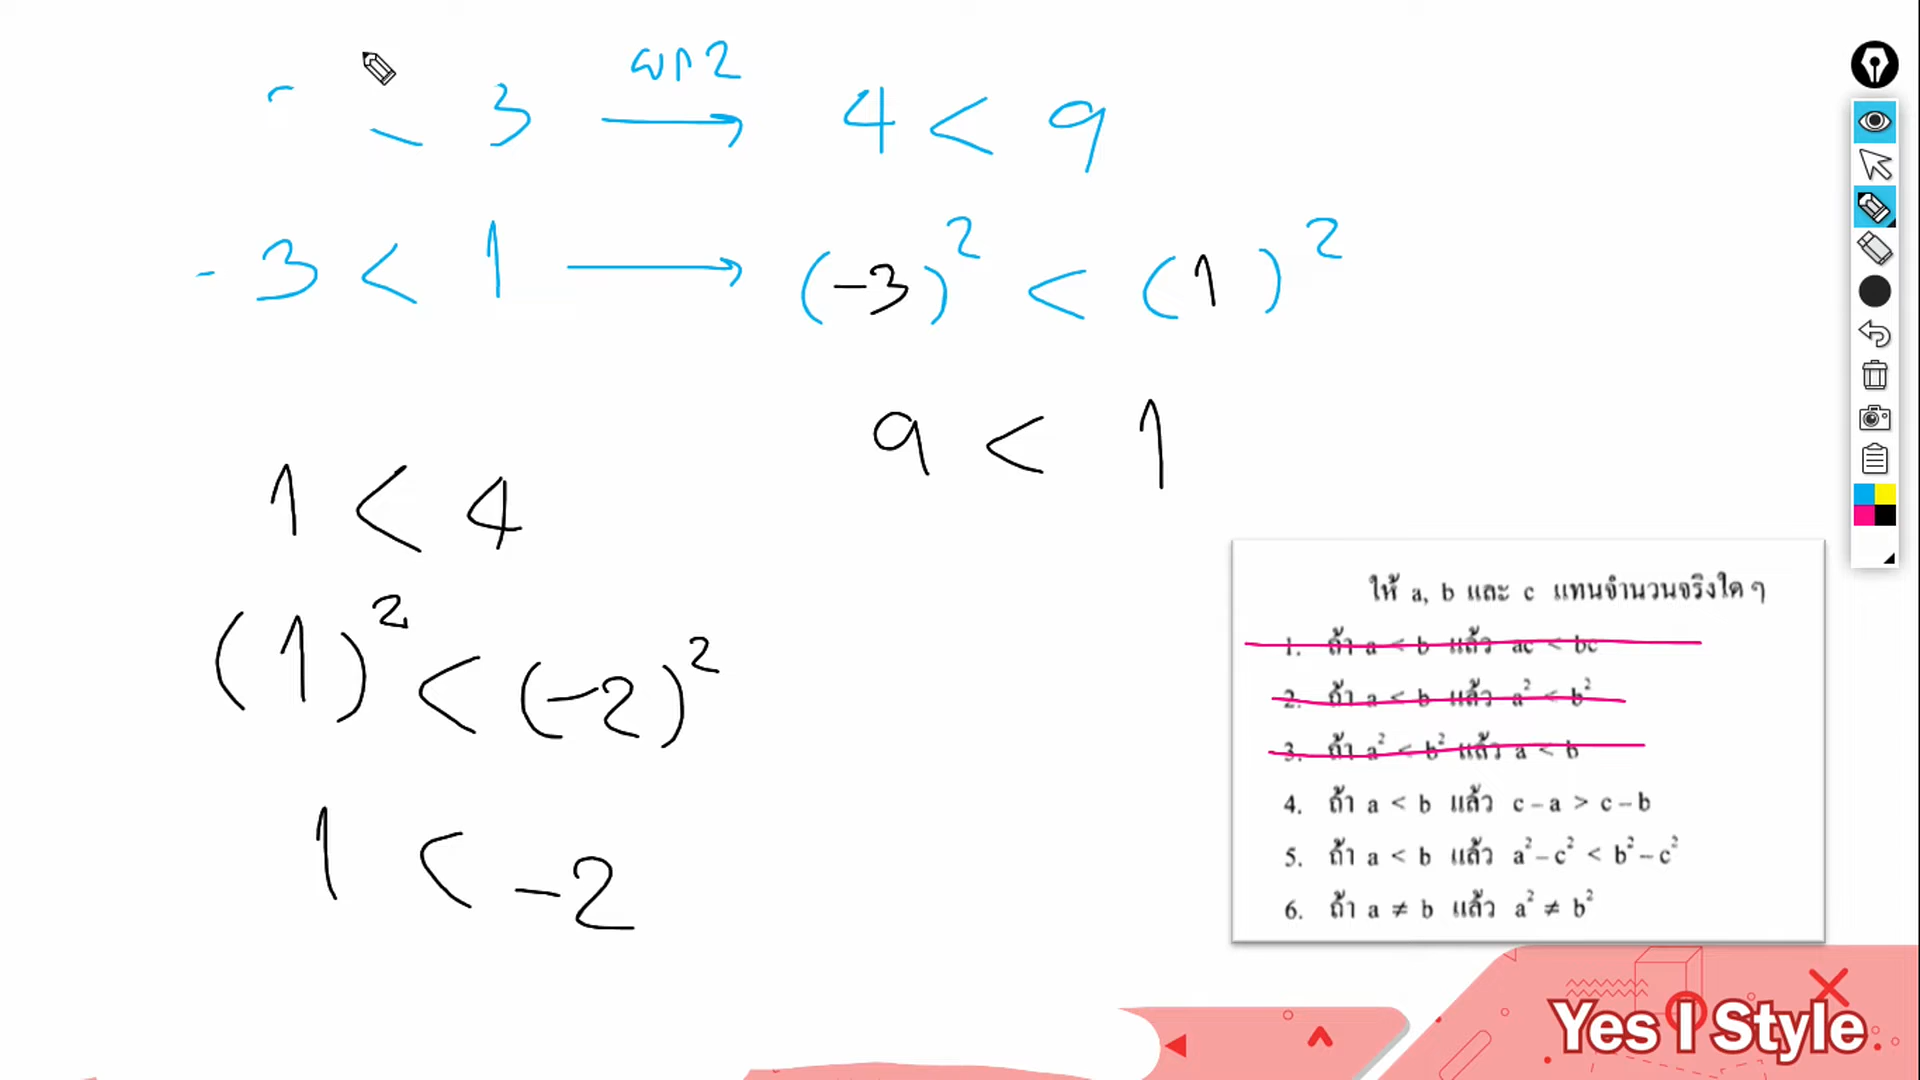 3 ยก2 4 < 9
-3 < 1 (-3)² < (1)²
9 < 1
1 < 4
(1)² < (-2)²
1 < -2
ให้ a, b และ c แทนจำนวนจริงใด ๆ
1. ถ้า a < b แล้ว ac < bc
2. ถ้า a < b แล้ว a² < b²
3. ถ้า a² < b² แล้ว a < b
4. ถ้า a < b แล้ว c – a > c – b
5. ถ้า a < b แล้ว a² – c² < b² – c²
6. ถ้า a ≠ b แล้ว a² ≠ b²
Yes I Style